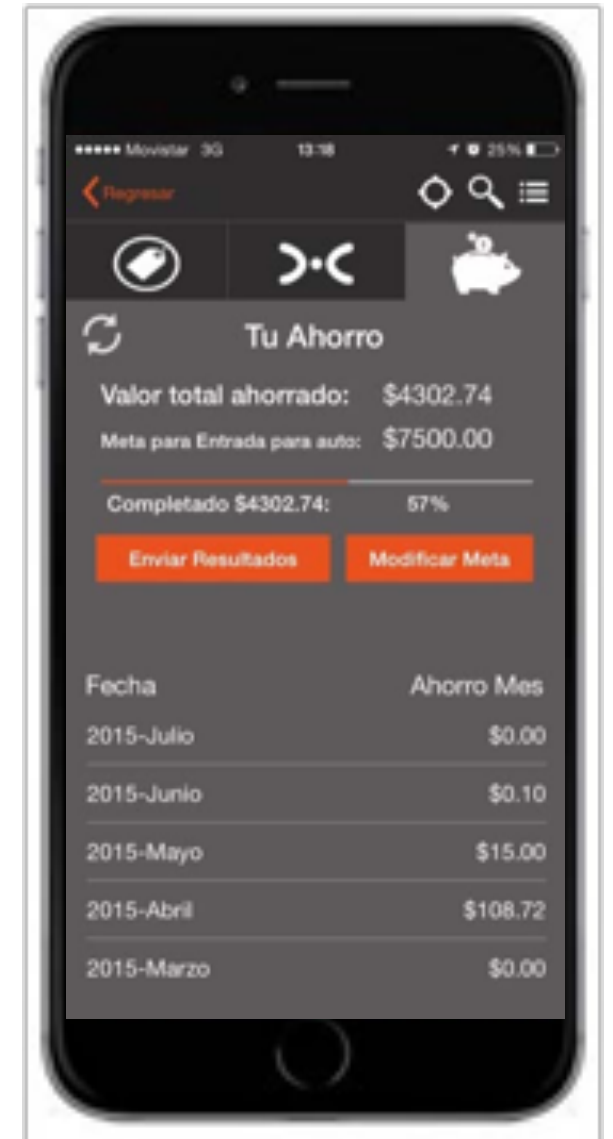 Movistar 3G 13:18 25%
Regresar
Tu Ahorro
Valor total ahorrado: $4302.74
Meta para Entrada para auto: $7500.00
Completado $4302.74: 57%
Enviar Resultados Modificar Meta
Fecha Ahorro Mes
2015-Julio $0.00
2015-Junio $0.10
2015-Mayo $15.00
2015-Abril $108.72
2015-Marzo $0.00